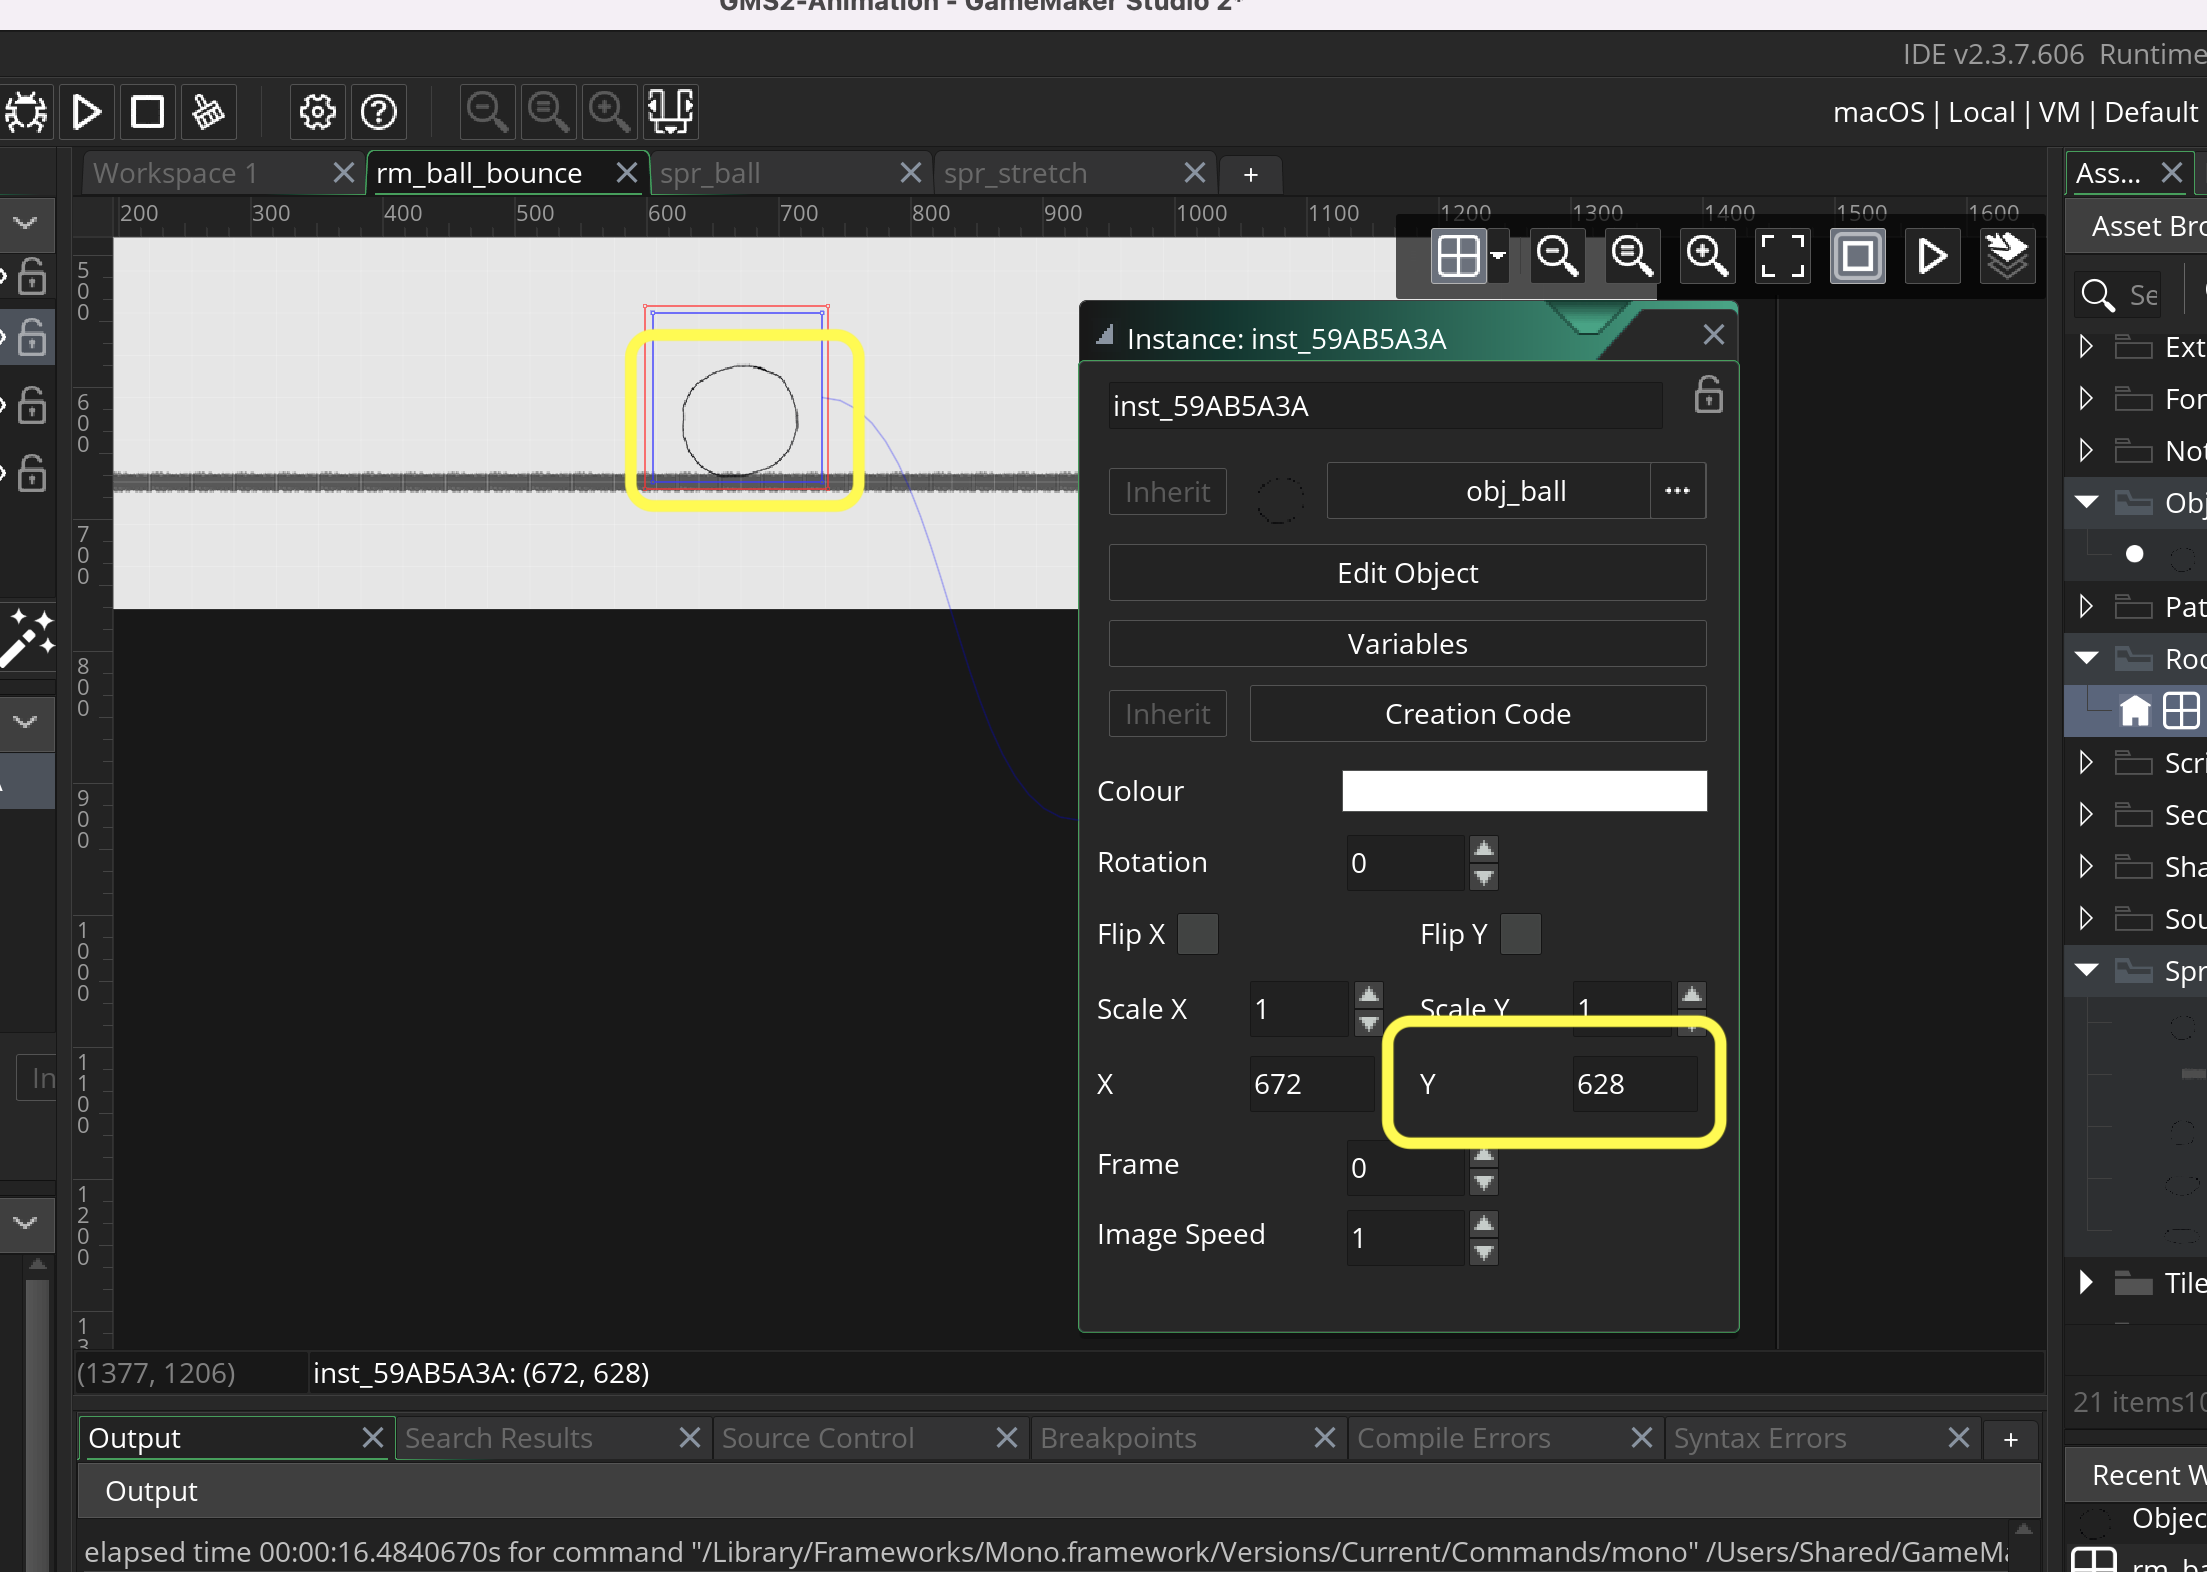 GMS2-Animation - GameMaker Studio 2*
IDE v2.3.7.606 Runtime
macOS | Local | VM | Default
Workspace 1
rm_ball_bounce
spr_ball
spr_stretch
+
Ass...
200 300 400 500 600 700 800 900 1000 1100 1200 1300 1400 1500 1600
Asset Bro
Se
500
600
700
800
900
1000
1100
1200
13
Instance: inst_59AB5A3A
inst_59AB5A3A
Inherit
obj_ball
...
Edit Object
Variables
Inherit
Creation Code
Colour
Rotation
0
Flip X
Flip Y
Scale X
1
Scale Y
1
X
672
Y
628
Frame
0
Image Speed
1
Ext
For
Not
Obj
Pat
Roo
Scri
Seq
Sha
Sou
Spr
Tile
In
21 items
Recent W
Objec
rm_ba
(1377, 1206)
inst_59AB5A3A: (672, 628)
Output
Search Results
Source Control
Breakpoints
Compile Errors
Syntax Errors
+
Output
elapsed time 00:00:16.4840670s for command "/Library/Frameworks/Mono.framework/Versions/Current/Commands/mono" /Users/Shared/GameMa